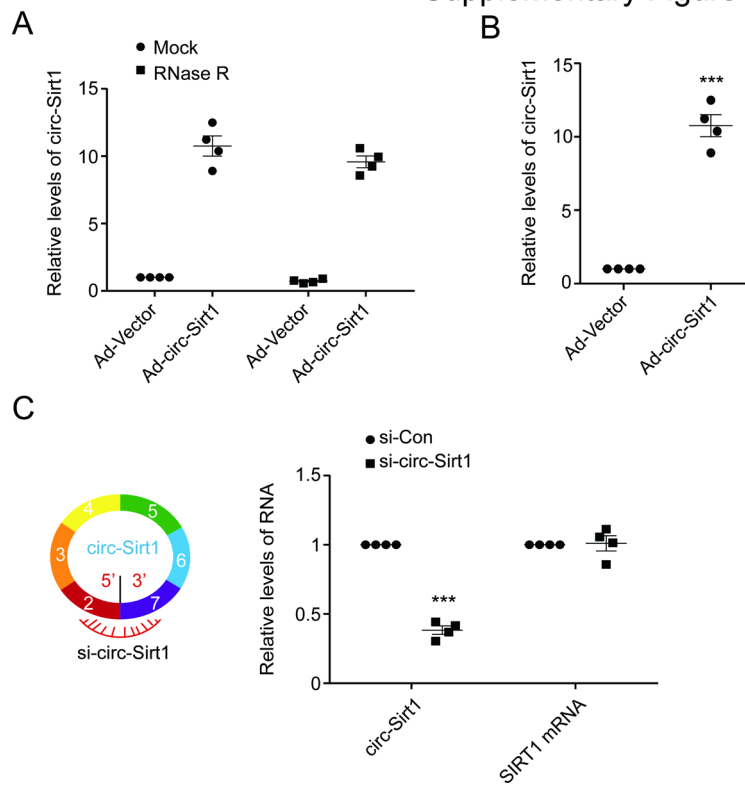 Supplementary Figure
A
B
Mock
RNase R
Relative levels of circ-Sirt1
15
10
5
0
Ad-Vector
Ad-circ-Sirt1
Ad-Vector
Ad-circ-Sirt1
Relative levels of circ-Sirt1
15
10
5
0
***
Ad-Vector
Ad-circ-Sirt1
C
4
5
3
circ-Sirt1
6
5’
3’
2
7
si-circ-Sirt1
si-Con
si-circ-Sirt1
Relative levels of RNA
1.5
1
0.5
0
***
circ-Sirt1
SIRT1 mRNA